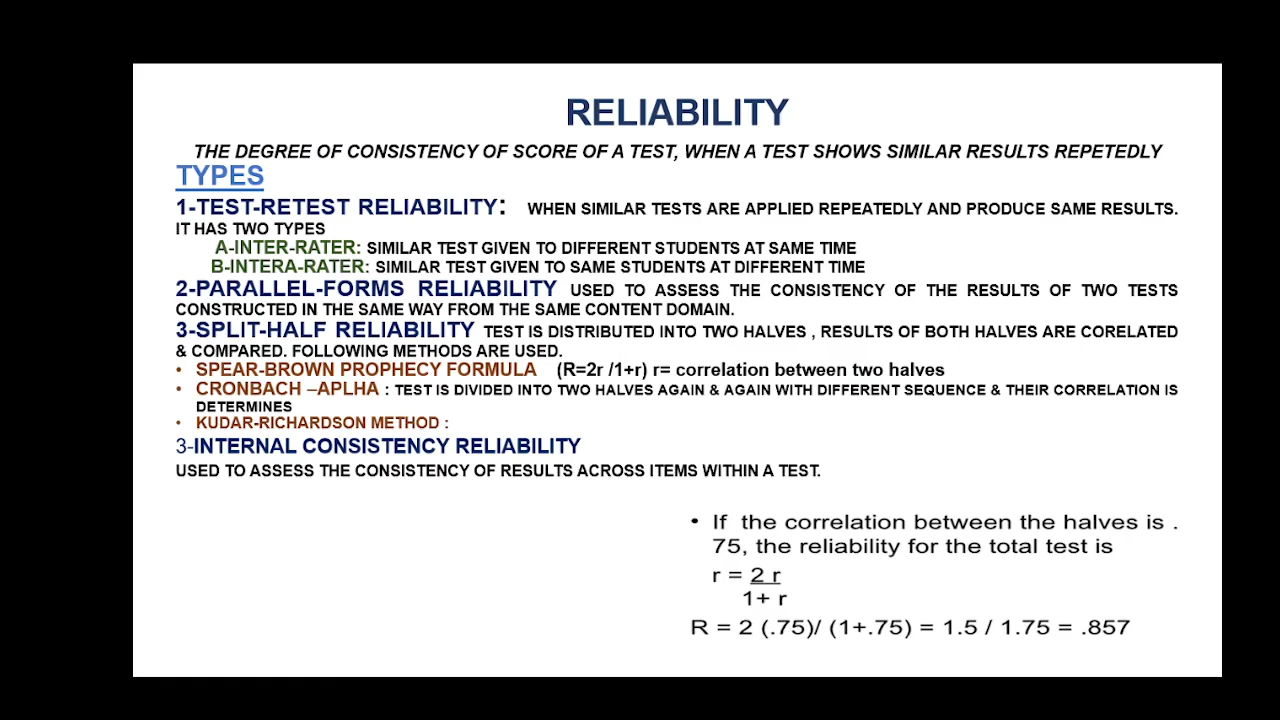 RELIABILITY
THE DEGREE OF CONSISTENCY OF SCORE OF A TEST, WHEN A TEST SHOWS SIMILAR RESULTS REPETEDLY
TYPES
1-TEST-RETEST RELIABILITY: WHEN SIMILAR TESTS ARE APPLIED REPEATEDLY AND PRODUCE SAME RESULTS.
IT HAS TWO TYPES
A-INTER-RATER: SIMILAR TEST GIVEN TO DIFFERENT STUDENTS AT SAME TIME
B-INTERA-RATER: SIMILAR TEST GIVEN TO SAME STUDENTS AT DIFFERENT TIME
2-PARALLEL-FORMS RELIABILITY USED TO ASSESS THE CONSISTENCY OF THE RESULTS OF TWO TESTS
CONSTRUCTED IN THE SAME WAY FROM THE SAME CONTENT DOMAIN.
3-SPLIT-HALF RELIABILITY TEST IS DISTRIBUTED INTO TWO HALVES , RESULTS OF BOTH HALVES ARE CORELATED
& COMPARED. FOLLOWING METHODS ARE USED.
• SPEAR-BROWN PROPHECY FORMULA (R=2r /1+r) r= correlation between two halves
• CRONBACH –APLHA : TEST IS DIVIDED INTO TWO HALVES AGAIN & AGAIN WITH DIFFERENT SEQUENCE & THEIR CORRELATION IS
DETERMINES
• KUDAR-RICHARDSON METHOD :
3-INTERNAL CONSISTENCY RELIABILITY
USED TO ASSESS THE CONSISTENCY OF RESULTS ACROSS ITEMS WITHIN A TEST.
• If the correlation between the halves is .
75, the reliability for the total test is
r = 2 r
1+ r
R = 2 (.75)/ (1+.75) = 1.5 / 1.75 = .857